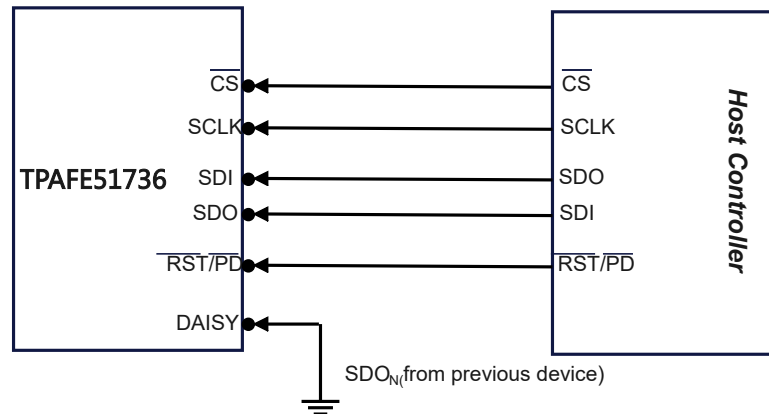 CS CS
SCLK SCLK
TPAFE51736 SDI SDO
SDO SDI
RST/PD RST/PD
DAISY
Host Controller
SDON(from previous device)